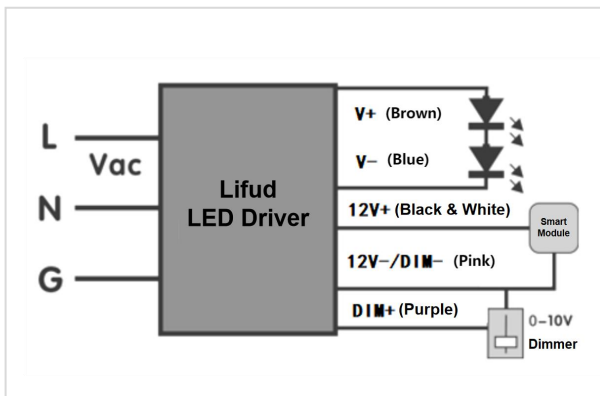 L
Vac
N
G
Lifud
LED Driver
V+ (Brown)
V- (Blue)
12V+ (Black & White)
12V-/DIM- (Pink)
DIM+ (Purple)
Smart
Module
0-10V
Dimmer